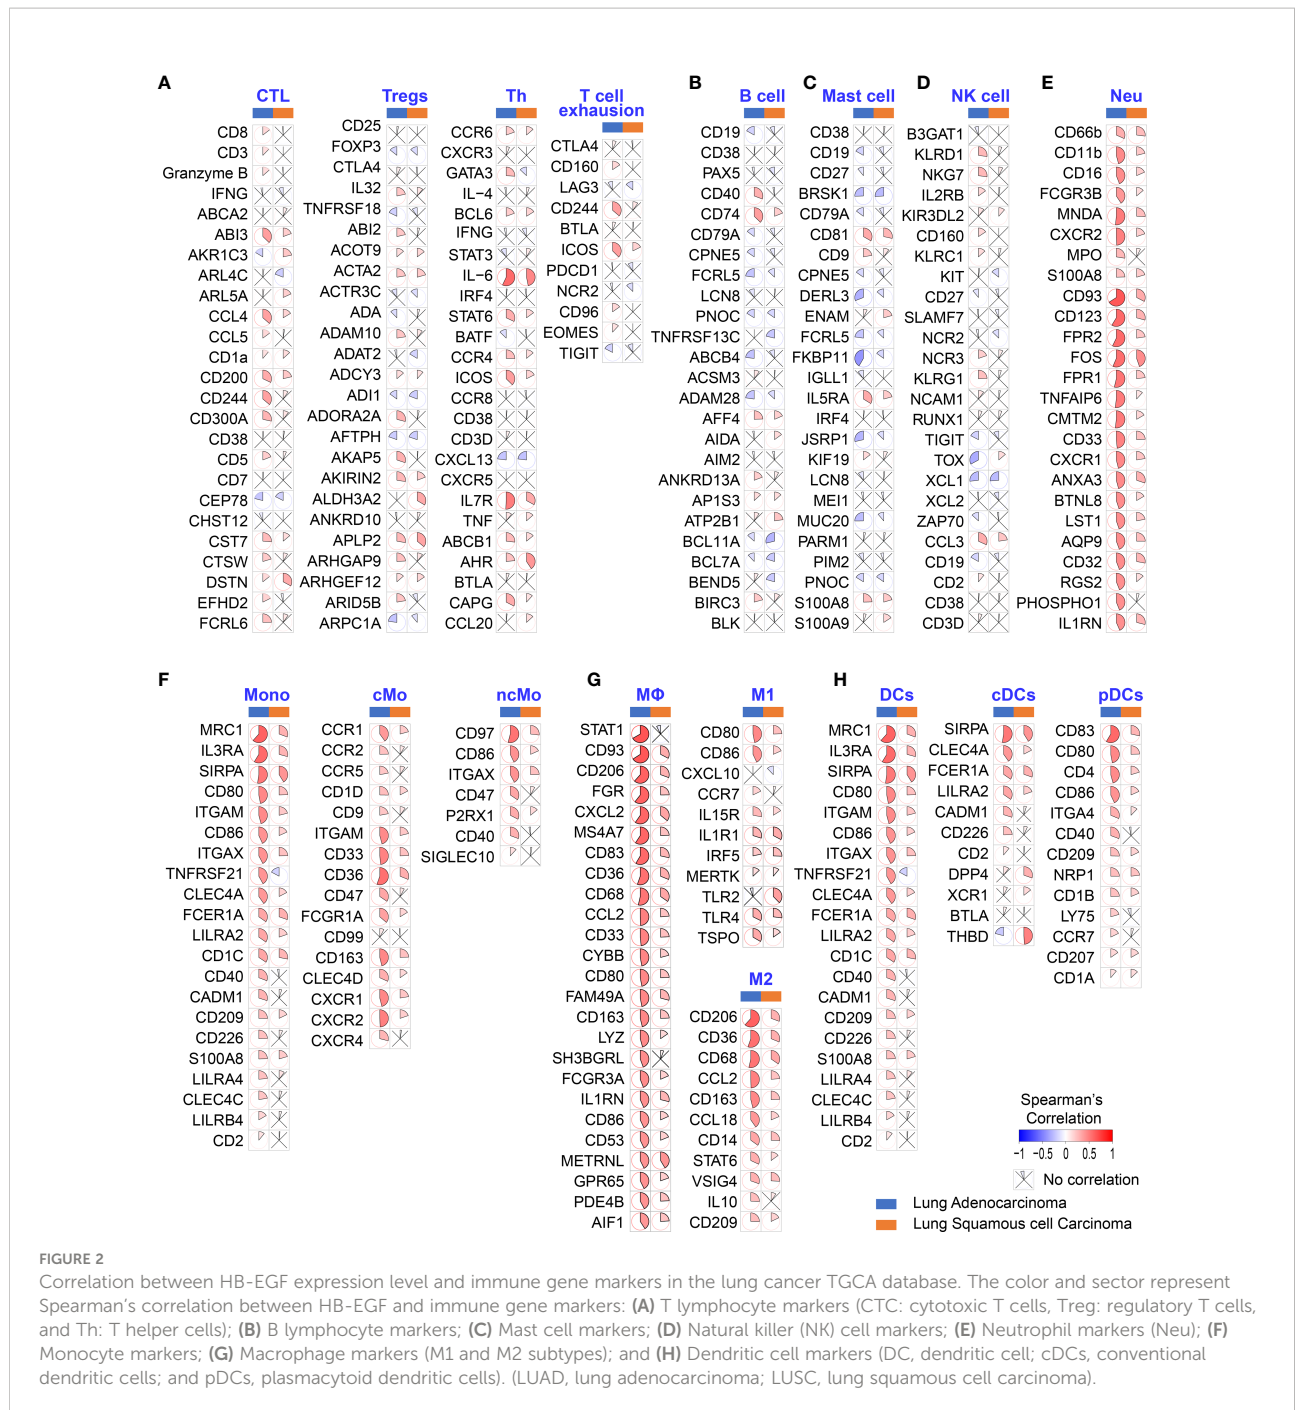 A
CTL
CD8
CD3
Granzyme B
IFNG
ABCA2
ABI3
AKR1C3
ARL4C
ARL5A
CCL4
CCL5
CD1a
CD200
CD244
CD300A
CD38
CD5
CD7
CEP78
CHST12
CST7
CTSW
DSTN
EFHD2
FCRL6
Tregs
CD25
FOXP3
CTLA4
IL32
TNFRSF18
ABI2
ACOT9
ACTA2
ACTR3C
ADA
ADAM10
ADAT2
ADCY3
ADI1
ADORA2A
AFTPH
AKAP5
AKIRIN2
ALDH3A2
ANKRD10
APLP2
ARHGAP9
ARHGEF12
ARID5B
ARPC1A
Th
CCR6
CXCR3
GATA3
IL−4
BCL6
IFNG
STAT3
IL−6
IRF4
STAT6
BATF
CCR4
ICOS
CCR8
CD38
CD3D
CXCL13
CXCR5
IL7R
TNF
ABCB1
AHR
BTLA
CAPG
CCL20
T cell
exhausion
CTLA4
CD160
LAG3
CD244
BTLA
ICOS
PDCD1
NCR2
CD96
EOMES
TIGIT
B
B cell
CD19
CD38
PAX5
CD40
CD74
CD79A
CPNE5
FCRL5
LCN8
PNOC
TNFRSF13C
ABCB4
ACSM3
ADAM28
AFF4
AIDA
AIM2
ANKRD13A
AP1S3
ATP2B1
BCL11A
BCL7A
BEND5
BIRC3
BLK
C
Mast cell
CD38
CD19
CD27
BRSK1
CD79A
CD81
CD9
CPNE5
DERL3
ENAM
FCRL5
FKBP11
IGLL1
IL5RA
IRF4
JSRP1
KIF19
LCN8
MEI1
MUC20
PARM1
PIM2
PNOC
S100A8
S100A9
D
NK cell
B3GAT1
KLRD1
NKG7
IL2RB
KIR3DL2
CD160
KLRC1
KIT
CD27
SLAMF7
NCR2
NCR3
KLRG1
NCAM1
RUNX1
TIGIT
TOX
XCL1
XCL2
ZAP70
CCL3
CD19
CD2
CD38
CD3D
E
Neu
CD66b
CD11b
CD16
FCGR3B
MNDA
CXCR2
MPO
S100A8
CD93
CD123
FPR2
FOS
FPR1
TNFAIP6
CMTM2
CD33
CXCR1
ANXA3
BTNL8
LST1
AQP9
CD32
RGS2
PHOSPHO1
IL1RN
F
Mono
MRC1
IL3RA
SIRPA
CD80
ITGAM
CD86
ITGAX
TNFRSF21
CLEC4A
FCER1A
LILRA2
CD1C
CD40
CADM1
CD209
CD226
S100A8
LILRA4
CLEC4C
LILRB4
CD2
cMo
CCR1
CCR2
CCR5
CD1D
CD9
ITGAM
CD33
CD36
CD47
FCGR1A
CD99
CD163
CLEC4D
CXCR1
CXCR2
CXCR4
ncMo
CD97
CD86
ITGAX
CD47
P2RX1
CD40
SIGLEC10
G
MΦ
STAT1
CD93
CD206
FGR
CXCL2
MS4A7
CD83
CD36
CD68
CCL2
CD33
CYBB
CD80
FAM49A
CD163
LYZ
SH3BGRL
FCGR3A
IL1RN
CD86
CD53
METRNL
GPR65
PDE4B
AIF1
M1
CD80
CD86
CXCL10
CCR7
IL15R
IL1R1
IRF5
MERTK
TLR2
TLR4
TSPO
M2
CD206
CD36
CD68
CCL2
CD163
CCL18
CD14
STAT6
VSIG4
IL10
CD209
H
DCs
MRC1
IL3RA
SIRPA
CD80
ITGAM
CD86
ITGAX
TNFRSF21
CLEC4A
FCER1A
LILRA2
CD1C
CD40
CADM1
CD209
CD226
S100A8
LILRA4
CLEC4C
LILRB4
CD2
cDCs
SIRPA
CLEC4A
FCER1A
LILRA2
CADM1
CD226
CD2
DPP4
XCR1
BTLA
THBD
pDCs
CD83
CD80
CD4
CD86
ITGA4
CD40
CD209
NRP1
CD1B
LY75
CCR7
CD207
CD1A
Spearman's
Correlation
−1 −0.5 0 0.5 1
No correlation
Lung Adenocarcinoma
Lung Squamous cell Carcinoma
FIGURE 2
Correlation between HB-EGF expression level and immune gene markers in the lung cancer TGCA database. The color and sector represent
Spearman's correlation between HB-EGF and immune gene markers: (A) T lymphocyte markers (CTC: cytotoxic T cells, Treg: regulatory T cells,
and Th: T helper cells); (B) B lymphocyte markers; (C) Mast cell markers; (D) Natural killer (NK) cell markers; (E) Neutrophil markers (Neu); (F)
Monocyte markers; (G) Macrophage markers (M1 and M2 subtypes); and (H) Dendritic cell markers (DC, dendritic cell; cDCs, conventional
dendritic cells; and pDCs, plasmacytoid dendritic cells). (LUAD, lung adenocarcinoma; LUSC, lung squamous cell carcinoma).